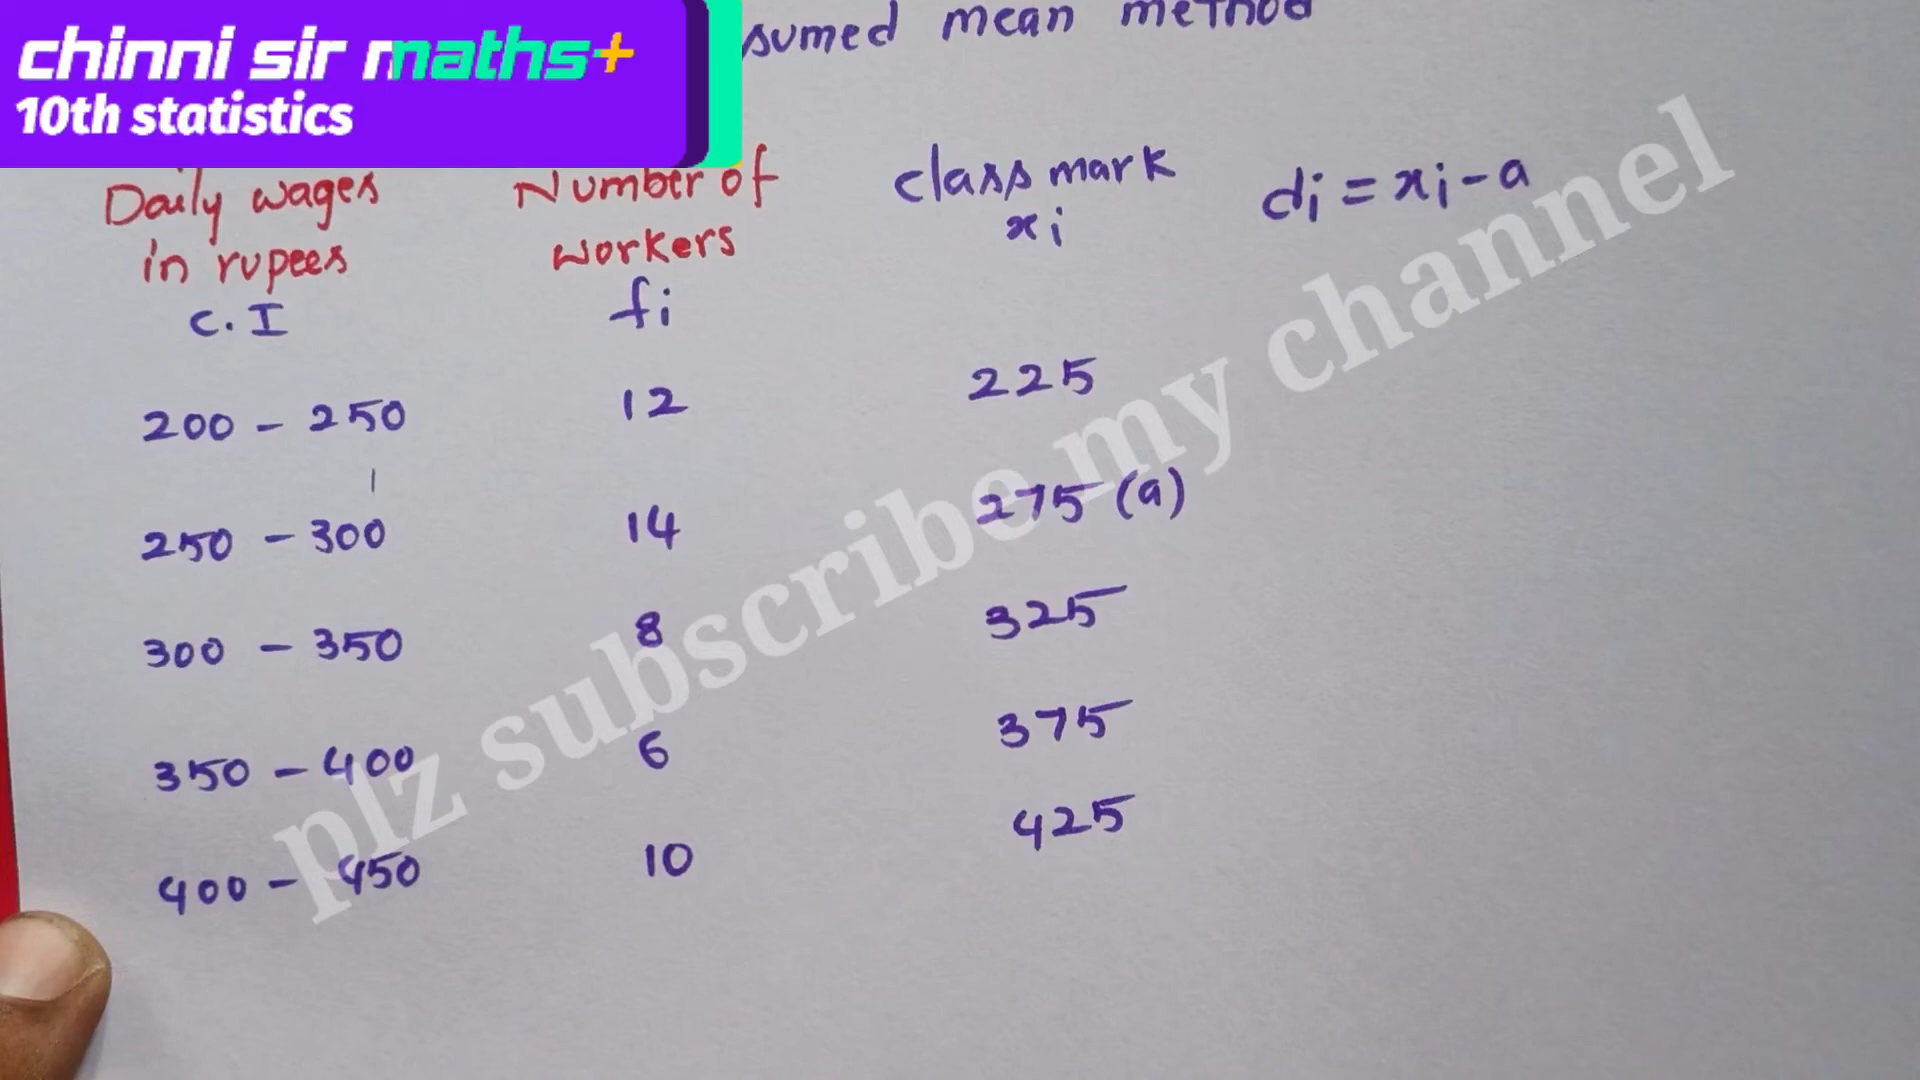 chinni sir maths+
10th statistics
sumed mean method
Daily wages in rupees C.I
Number of workers fi
class mark xi
di = xi - a
200 - 250 12 225
250 - 300 14 275 (a)
300 - 350 8 325
350 - 400 6 375
400 - 450 10 425
plz subscribe my channel